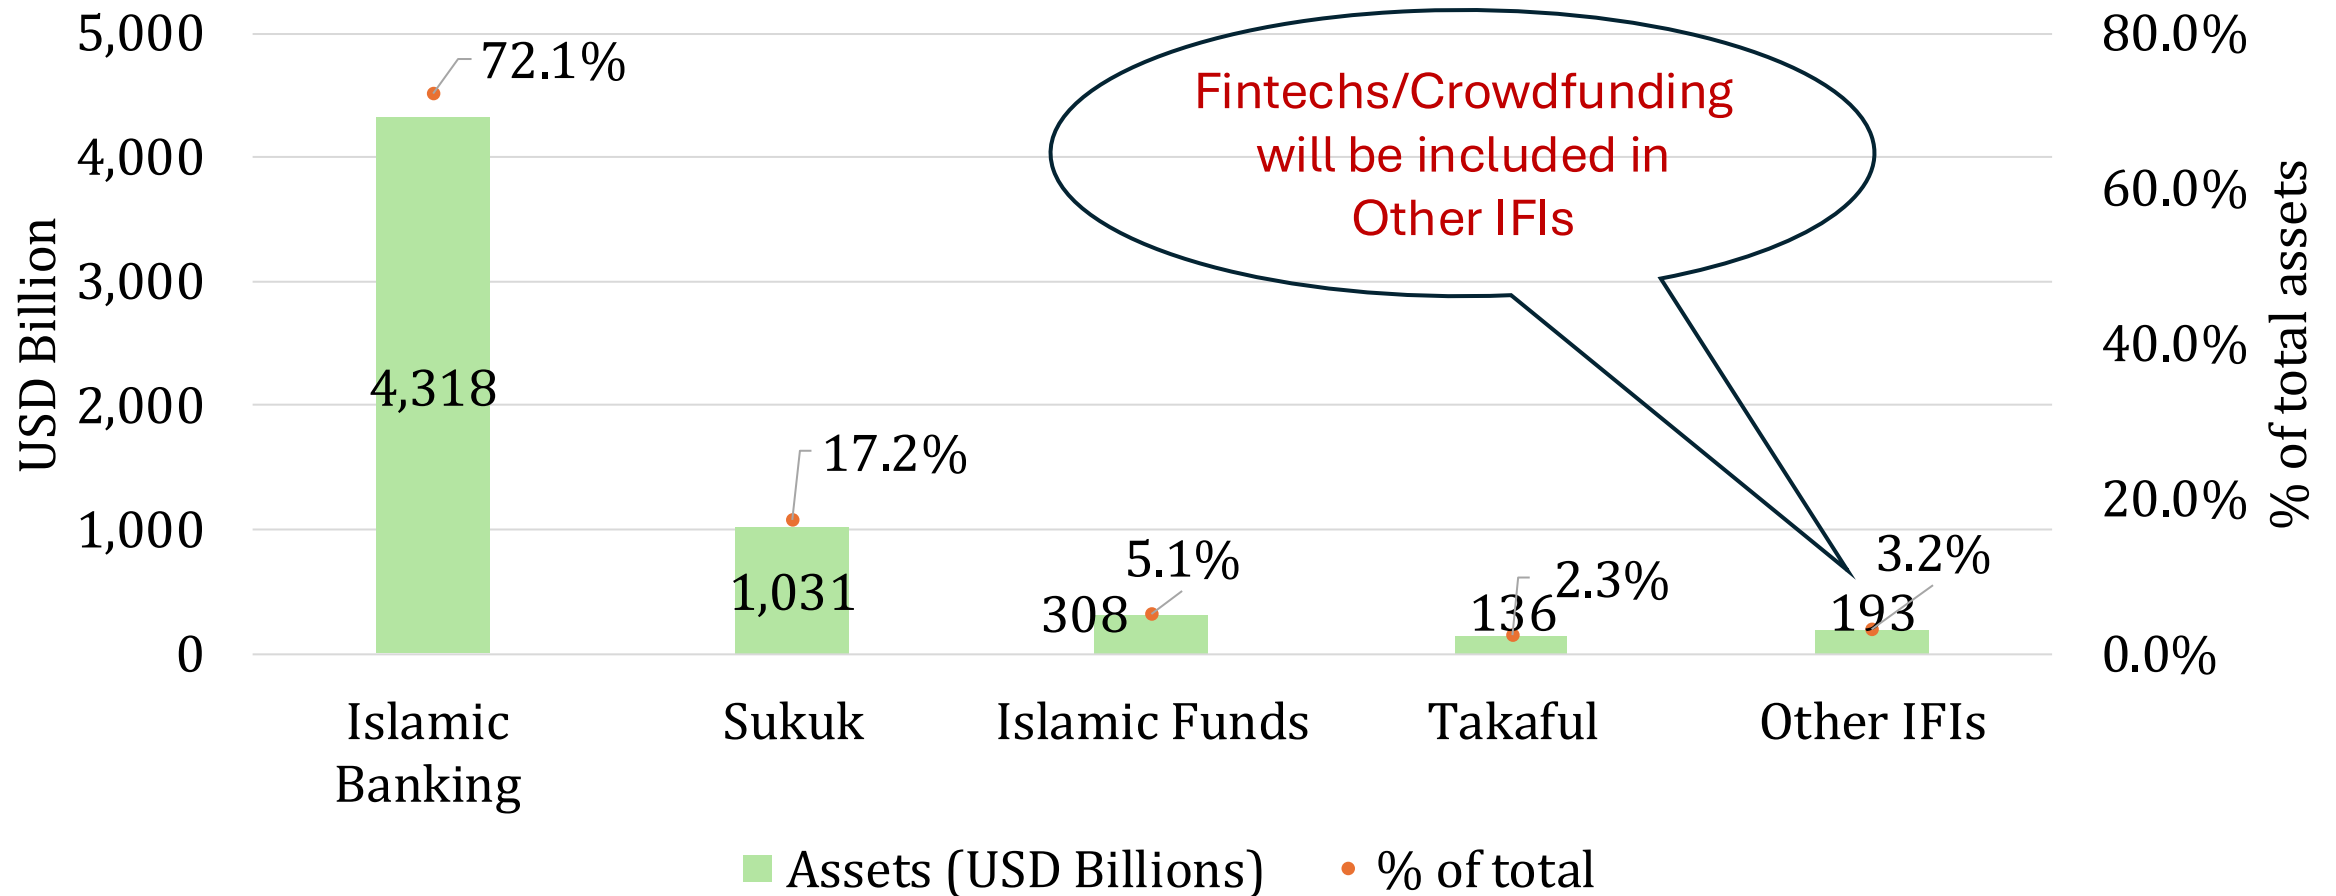 5,000
4,000
3,000
2,000
1,000
0
USD Billion
80.0%
60.0%
40.0%
20.0%
0.0%
% of total assets
72.1%
4,318
17.2%
1,031
5.1%
308
2.3%
136
3.2%
193
Fintechs/Crowdfunding
will be included in
Other IFIs
Islamic
Banking
Sukuk
Islamic Funds
Takaful
Other IFIs
Assets (USD Billions)
% of total